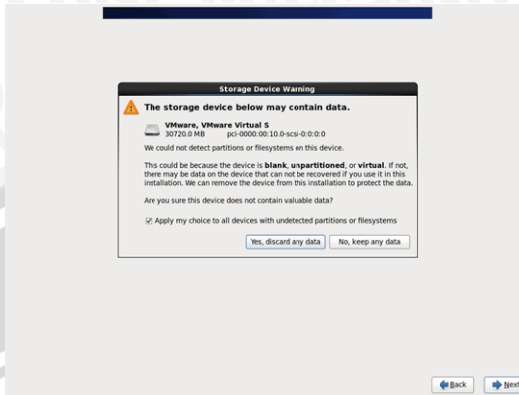 Storage Device Warning
The storage device below may contain data.
VMware, VMware Virtual S
30720.0 MB pci-0000:00:10.0-scsi-0:0:0:0
We could not detect partitions or filesystems on this device.
This could be because the device is blank, unpartitioned, or virtual. If not,
there may be data on the device that can not be recovered if you use it in this
installation. We can remove the device from this installation to protect the data.
Are you sure this device does not contain valuable data?
Apply my choice to all devices with undetected partitions or filesystems
Yes, discard any data No, keep any data
Back Next